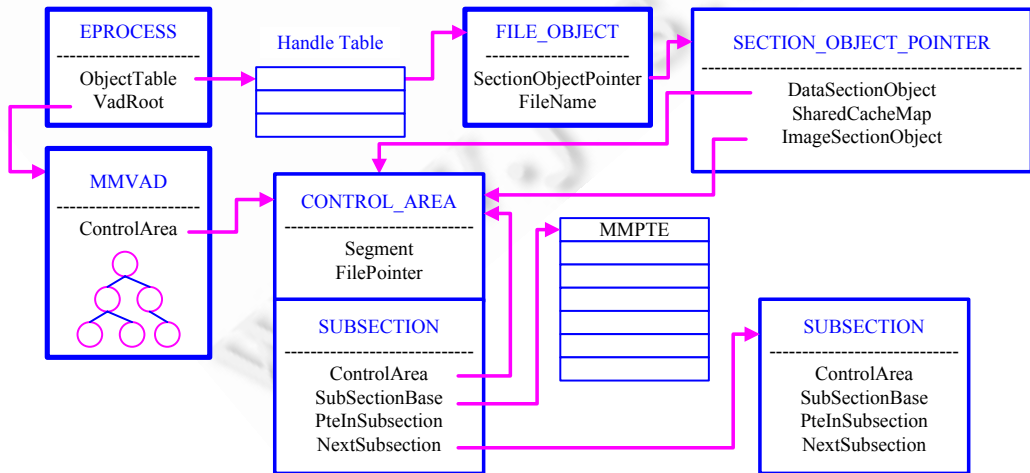 EPROCESS
ObjectTable
VadRoot
Handle Table
FILE_OBJECT
SectionObjectPointer
FileName
SECTION_OBJECT_POINTER
DataSectionObject
SharedCacheMap
ImageSectionObject
MMVAD
ControlArea
CONTROL_AREA
Segment
FilePointer
SUBSECTION
ControlArea
SubSectionBase
PteInSubsection
NextSubsection
MMPTE
SUBSECTION
ControlArea
SubSectionBase
PteInSubsection
NextSubsection